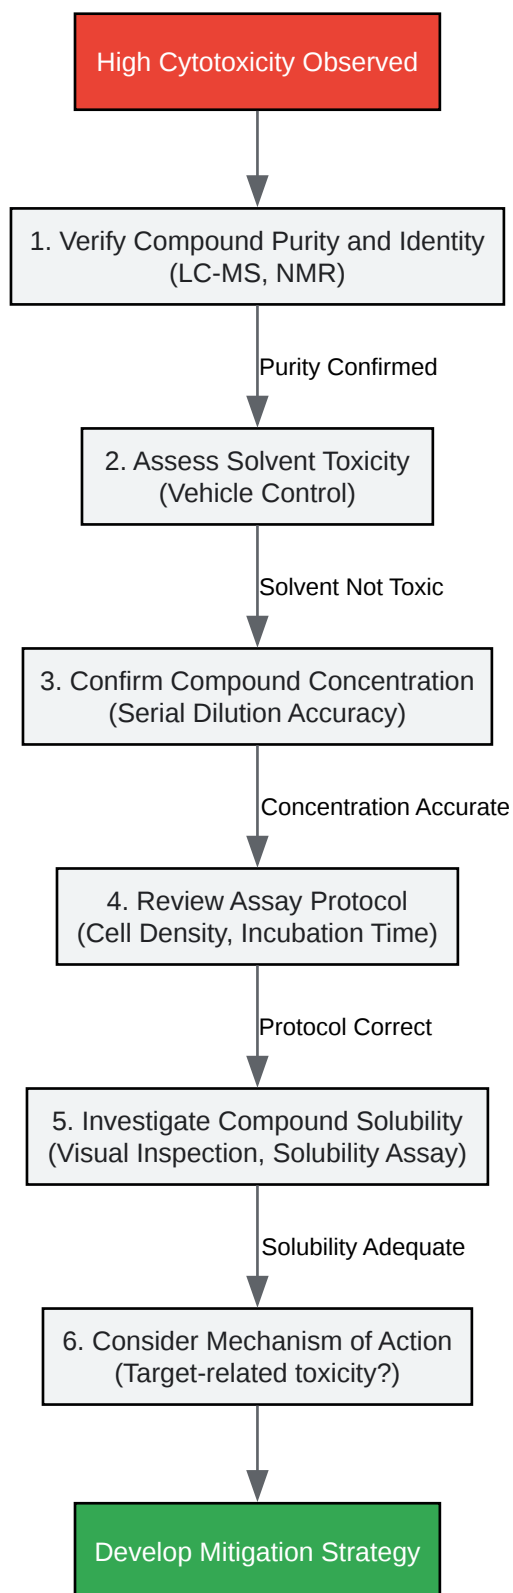 High Cytotoxicity Observed
1. Verify Compound Purity and Identity
(LC-MS, NMR)
Purity Confirmed
2. Assess Solvent Toxicity
(Vehicle Control)
Solvent Not Toxic
3. Confirm Compound Concentration
(Serial Dilution Accuracy)
Concentration Accurate
4. Review Assay Protocol
(Cell Density, Incubation Time)
Protocol Correct
5. Investigate Compound Solubility
(Visual Inspection, Solubility Assay)
Solubility Adequate
6. Consider Mechanism of Action
(Target-related toxicity?)
Develop Mitigation Strategy